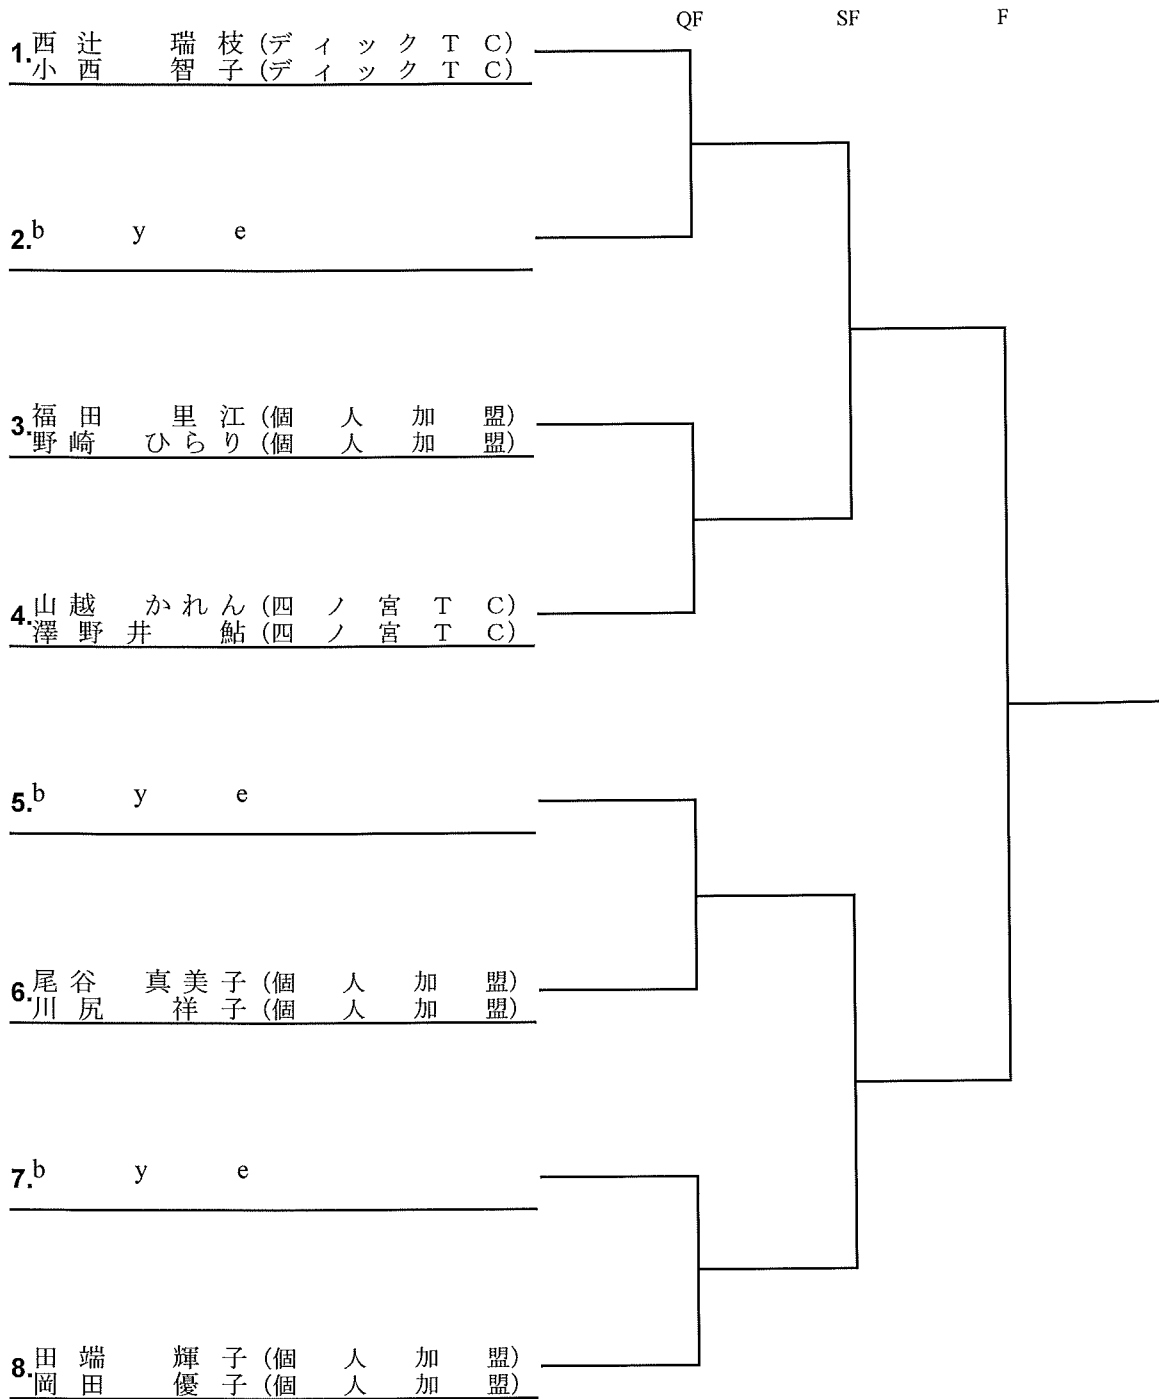 QF SF F
1. 西辻 瑞枝(ディックTC)
小西 智子(ディックTC)
2. bye
3. 福田 里江(個人加盟)
野崎 ひらり(個人加盟)
4. 山越 かれん(四ノ宮TC)
澤野井 鮎(四ノ宮TC)
5. bye
6. 尾谷 真美子(個人加盟)
川尻 祥子(個人加盟)
7. bye
8. 田端 輝子(個人加盟)
岡田 優子(個人加盟)